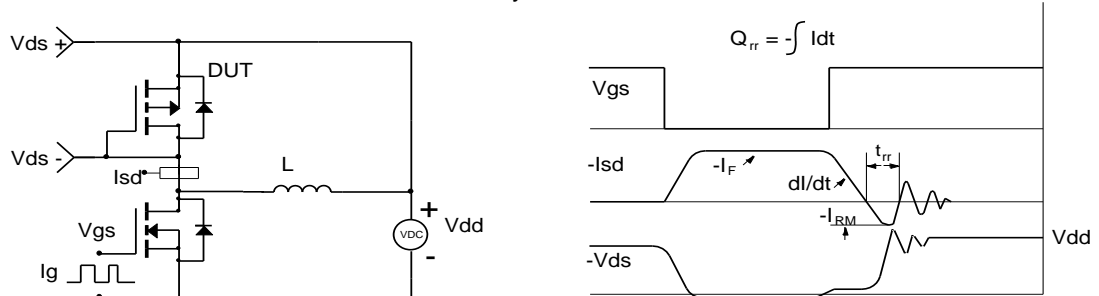 Vds +
DUT
Vds -
Isd
L
Vgs
Ig
+
VDC
-
Vdd
Qrr = -∫ Idt
Vgs
-Isd
-IF
dI/dt
trr
-IRM
Vdd
-Vds